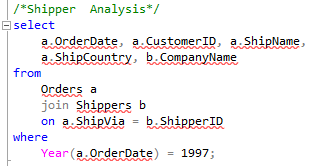 /*Shipper  Analysis*/
select
a.OrderDate, a.CustomerID, a.ShipName,
a.ShipCountry, b.CompanyName
from
Orders a
join Shippers b
on a.ShipVia = b.ShipperID
where
Year(a.OrderDate) = 1997;